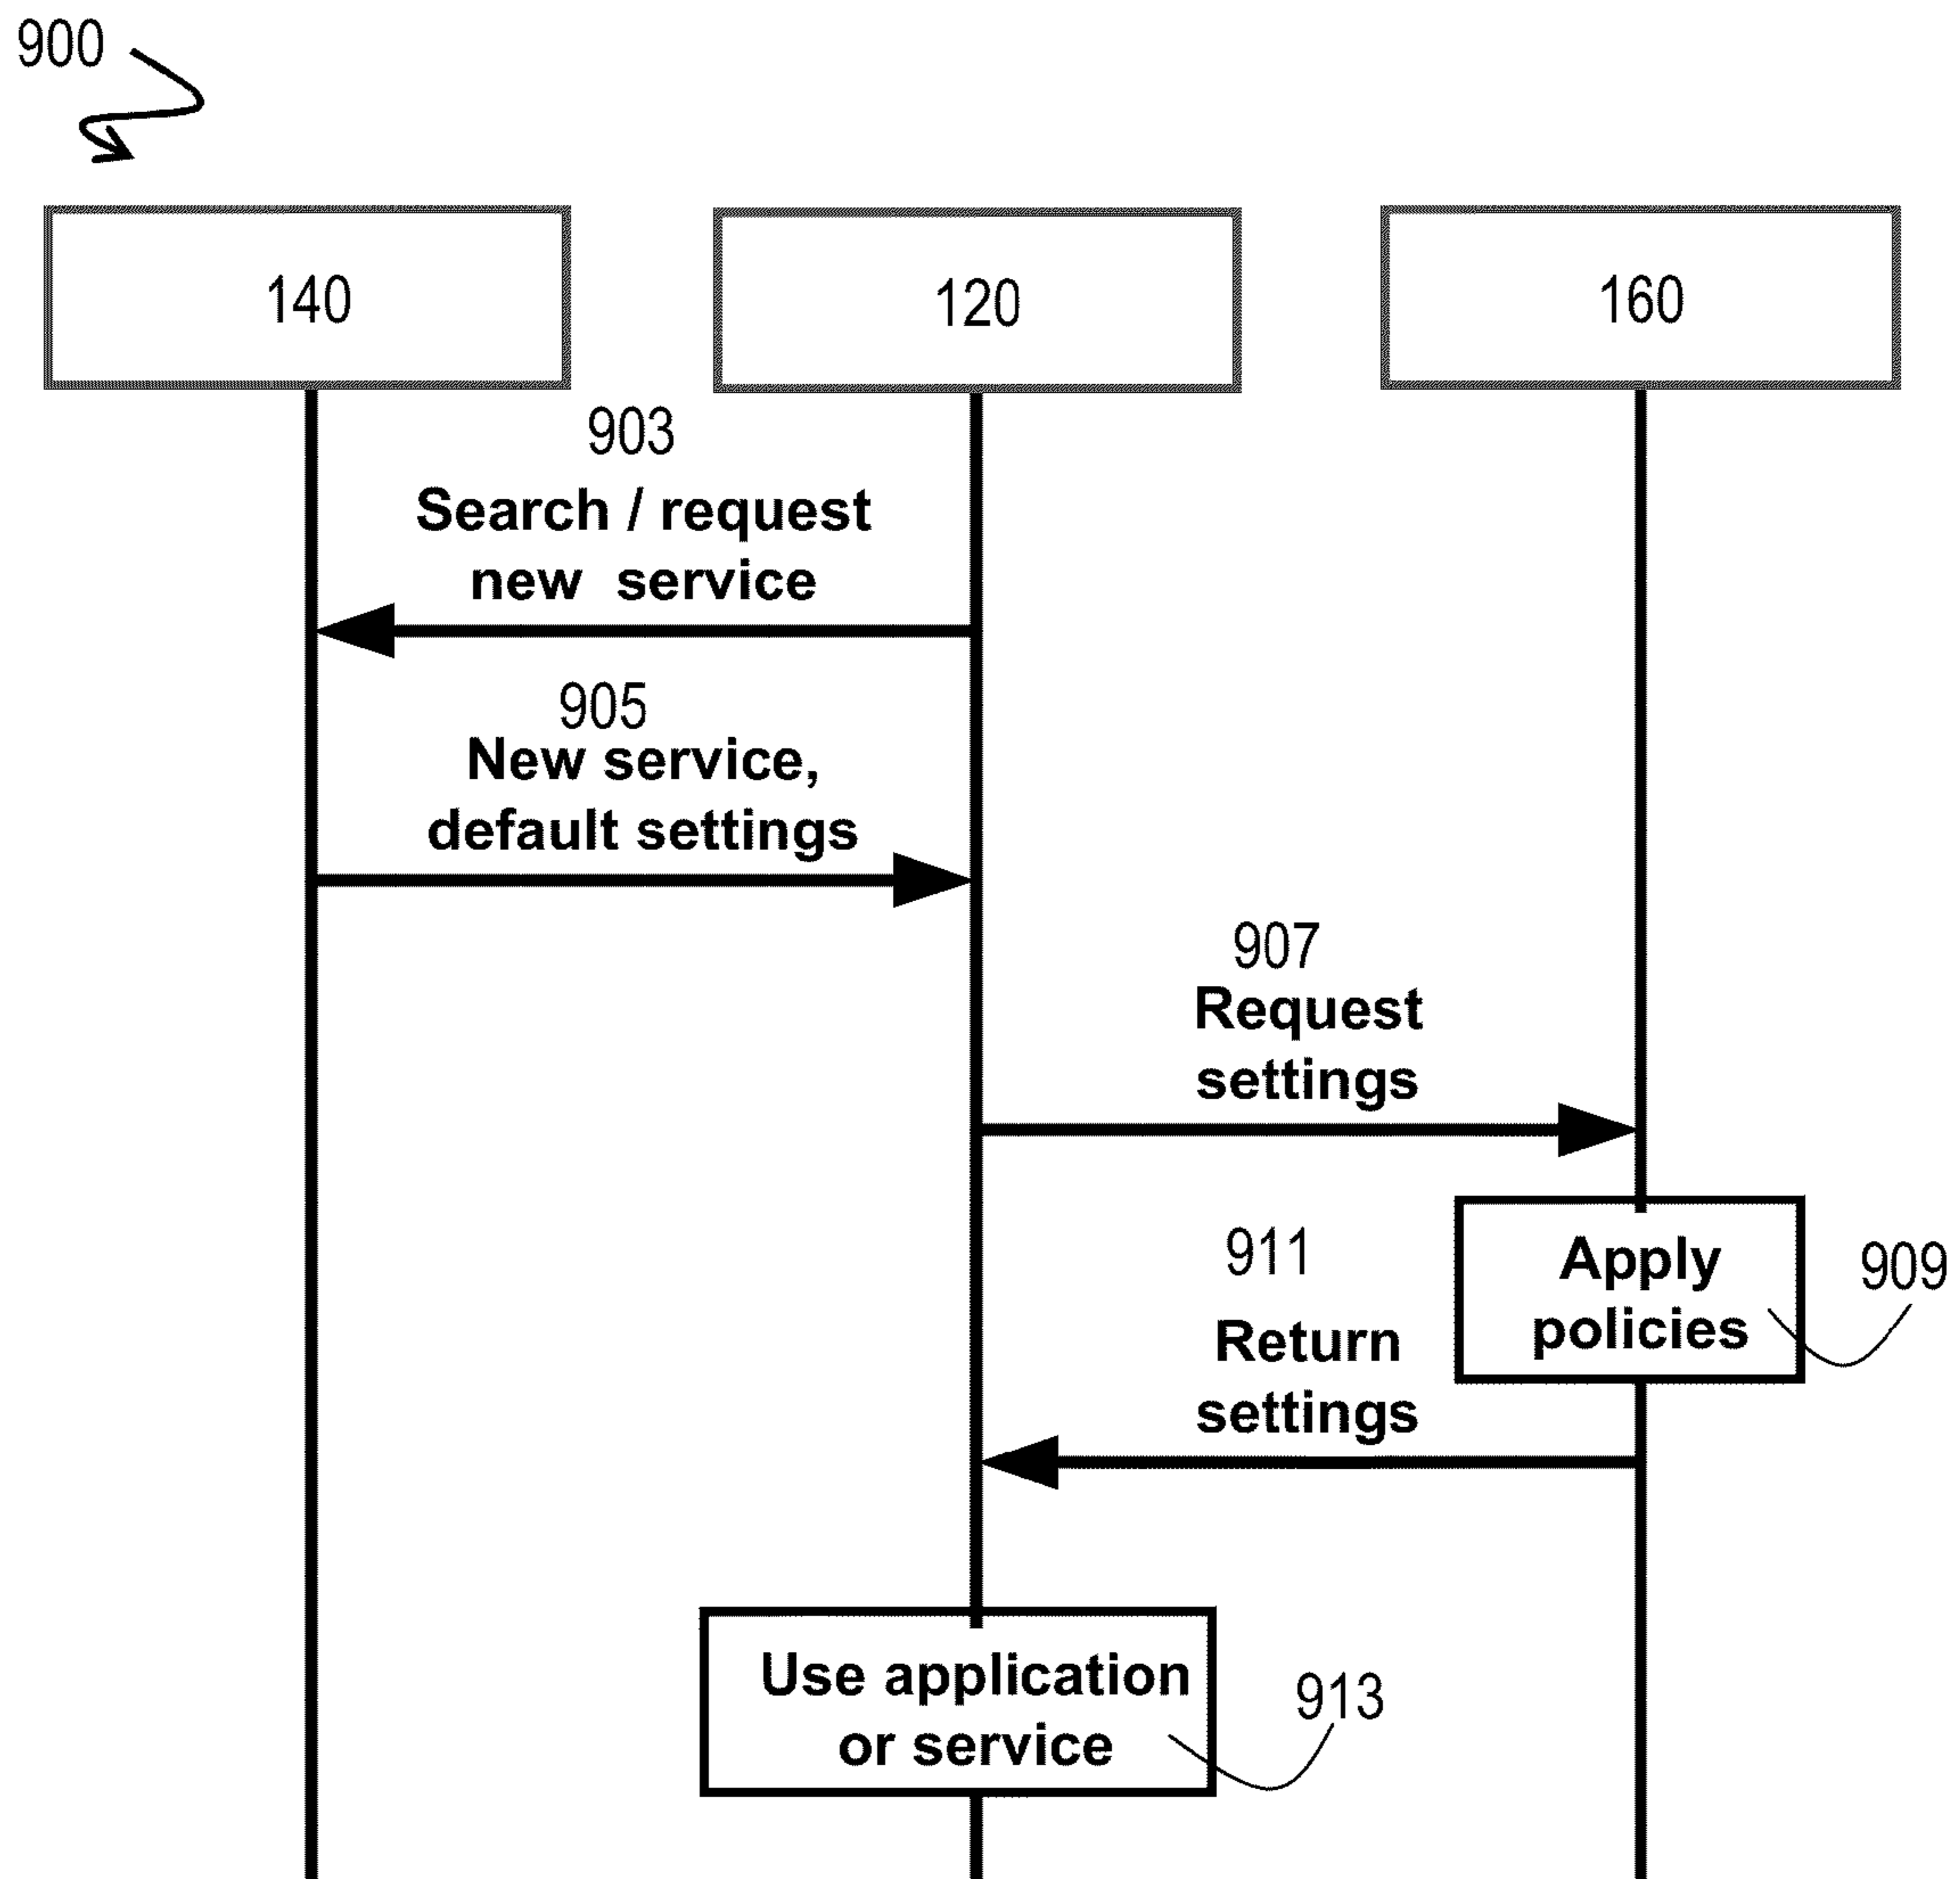 900
140
120
160
903
Search / request
new service
905
New service,
default settings
907
Request
settings
911
Apply
policies
909
Return
settings
Use application
or service
913